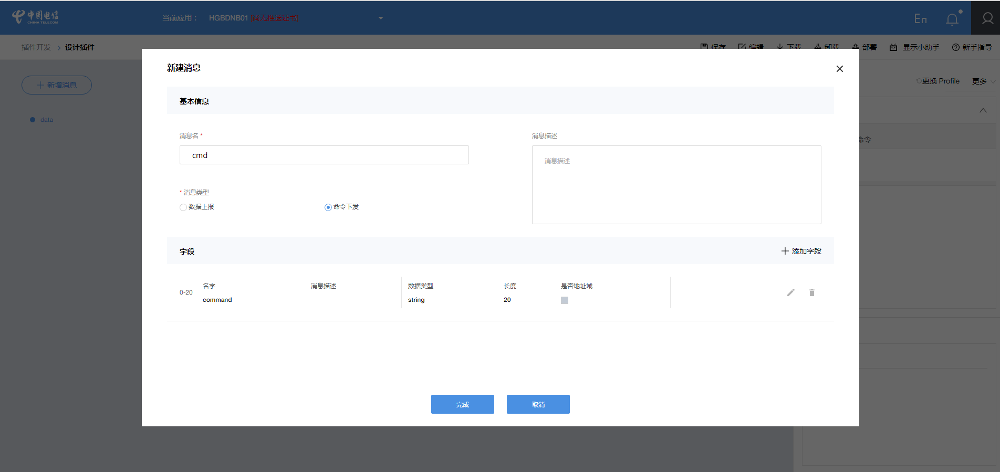 中国电信
CHINA TELECOM
当前应用： HGBDNB01 [尚无推送证书]
En
插件开发 > 设计插件
保存 编辑 下载 卸载 部署 显示小助手 新手指导
新建消息
新增消息
更换 Profile 更多
基本信息
data
消息名 *
消息描述
命令
cmd
消息描述
* 消息类型
数据上报 命令下发
字段
添加字段
名字 消息描述 数据类型 长度 是否地址域
0-20
command string 20
完成 取消